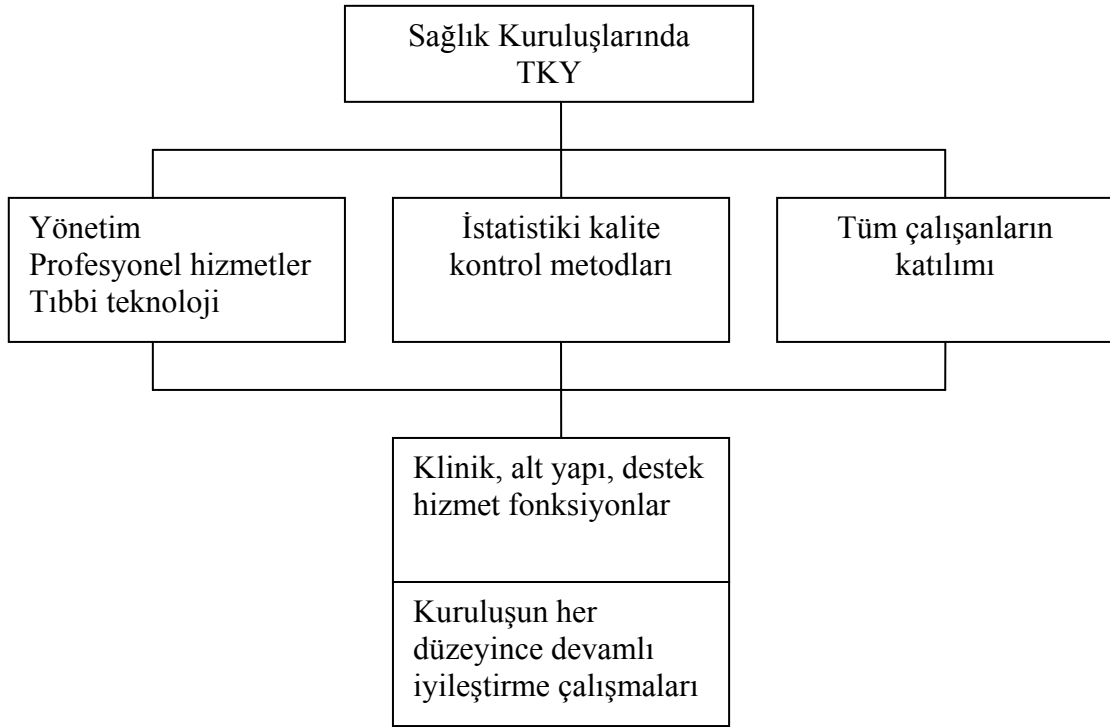 Sağlık Kuruluşlarında
TKY
Yönetim
Profesyonel hizmetler
Tıbbi teknoloji
İstatistiki kalite
kontrol metodları
Tüm çalışanların
katılımı
Klinik, alt yapı, destek
hizmet fonksiyonlar
Kuruluşun her
düzeyince devamlı
iyileştirme çalışmaları